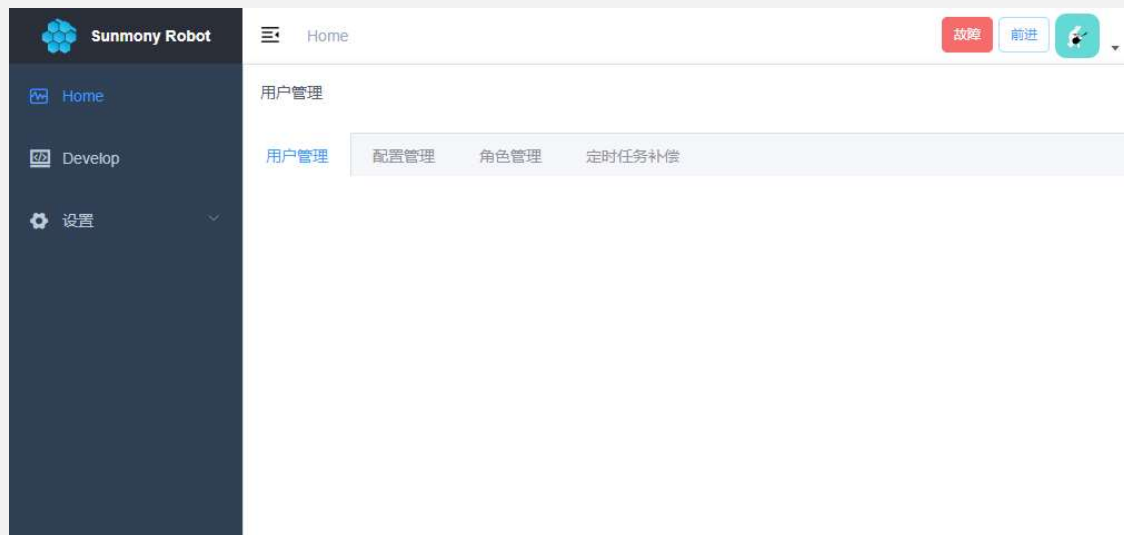 Sunmony Robot
Home
故障
前进
Home
用户管理
Develop
用户管理
配置管理
角色管理
定时任务补偿
设置